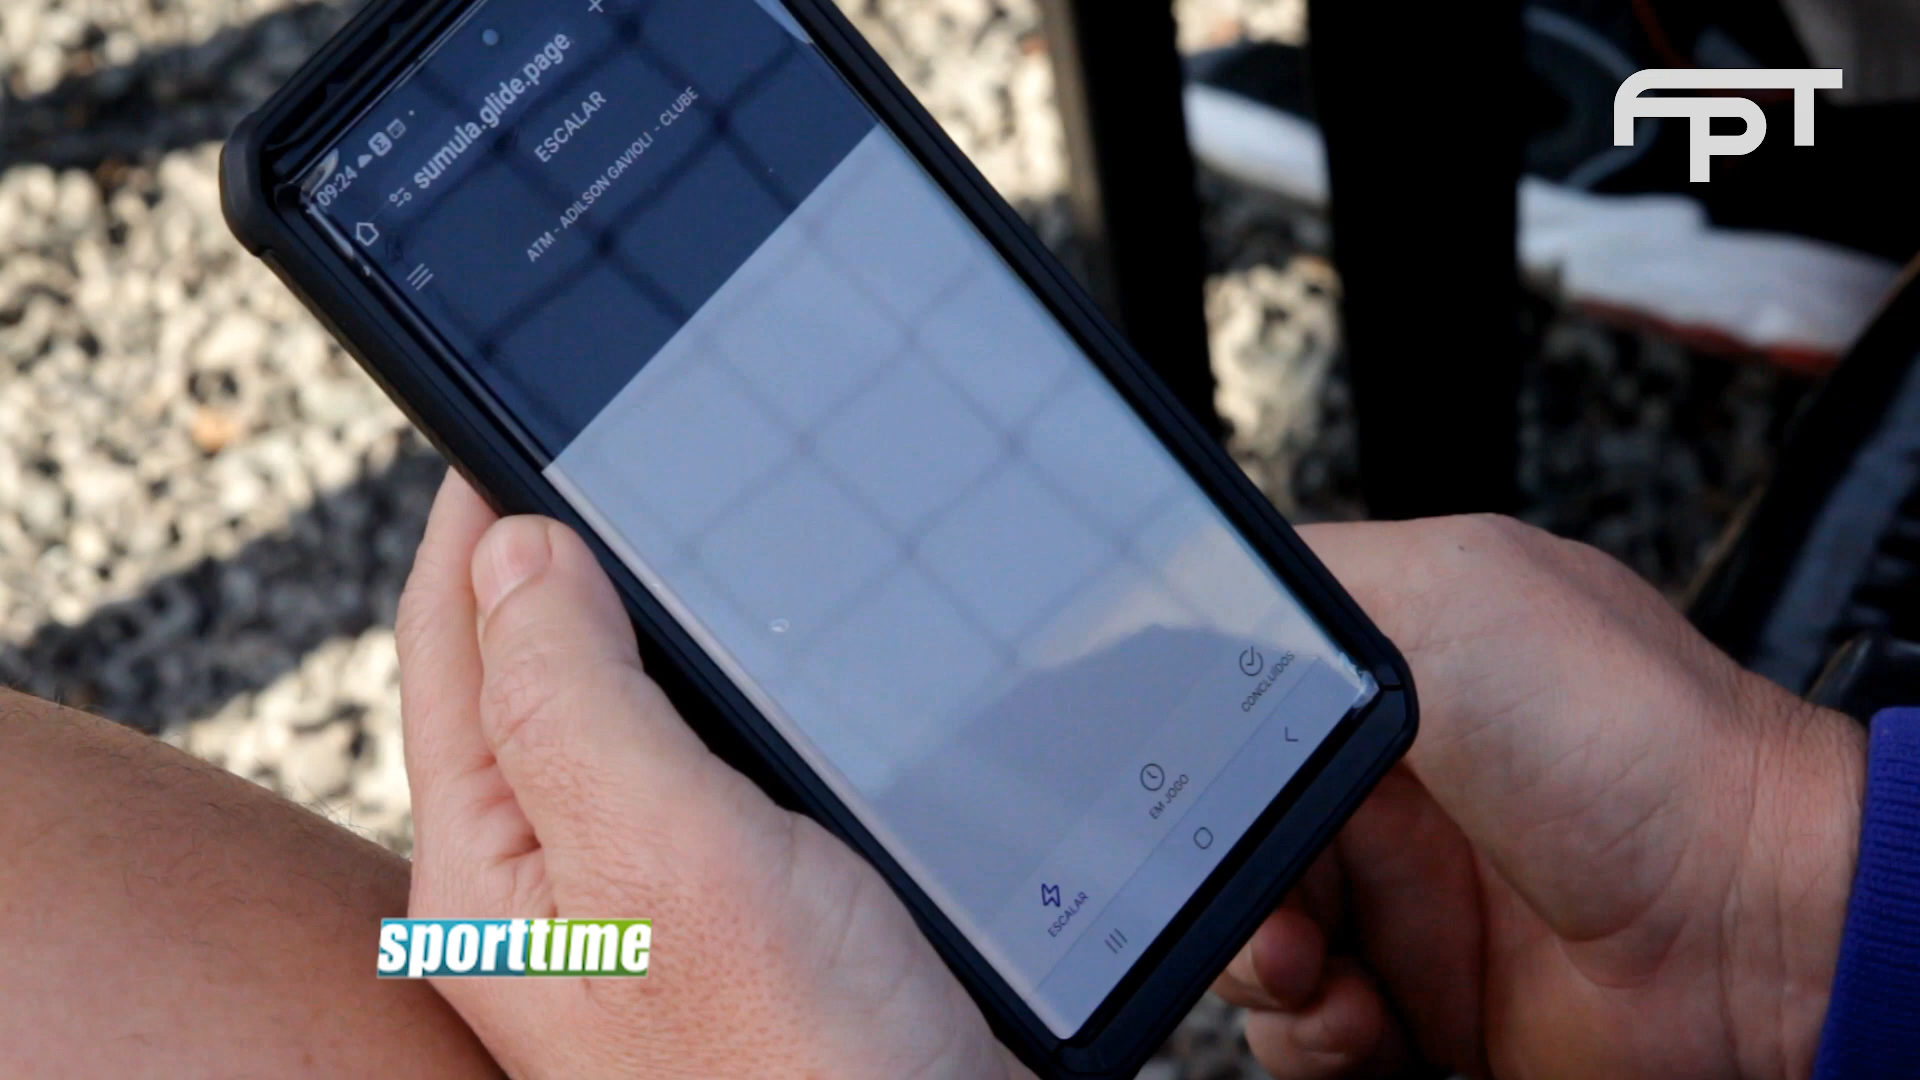 09:24
sumula.glide.page
ESCALAR
ATM - ADILSON GAVIOLI - CLUBE
CONCLUÍDOS
EM JOGO
ESCALAR
FPT
sporttime